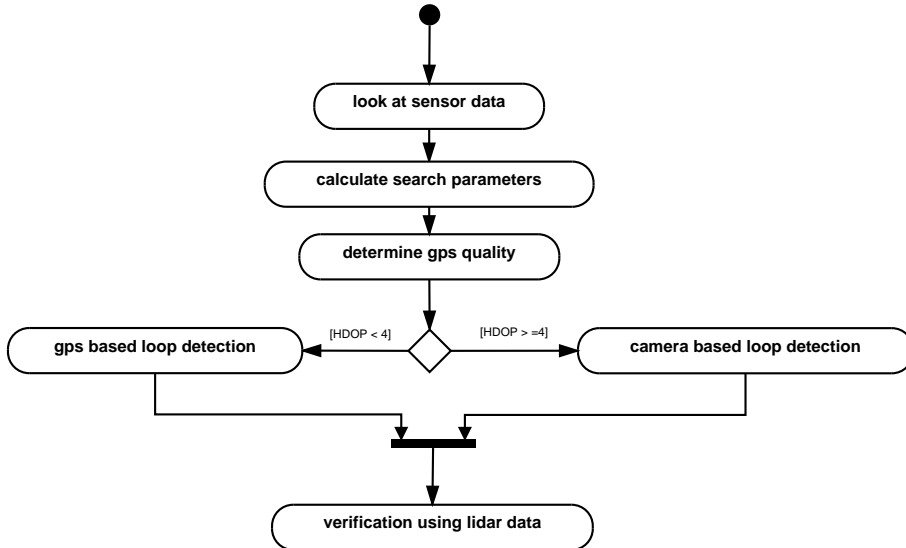 look at sensor data
calculate search parameters
determine gps quality
[HDOP < 4]
[HDOP > =4]
gps based loop detection
camera based loop detection
verification using lidar data